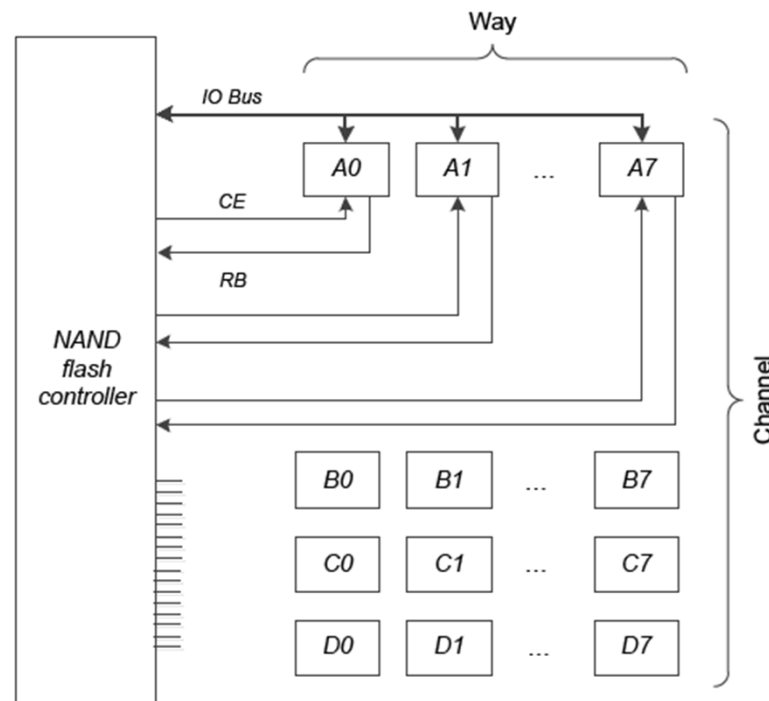 Way
IO Bus
A0 A1 ... A7
CE
RB
NAND
flash
controller
Channel
B0 B1 ... B7
C0 C1 ... C7
D0 D1 ... D7